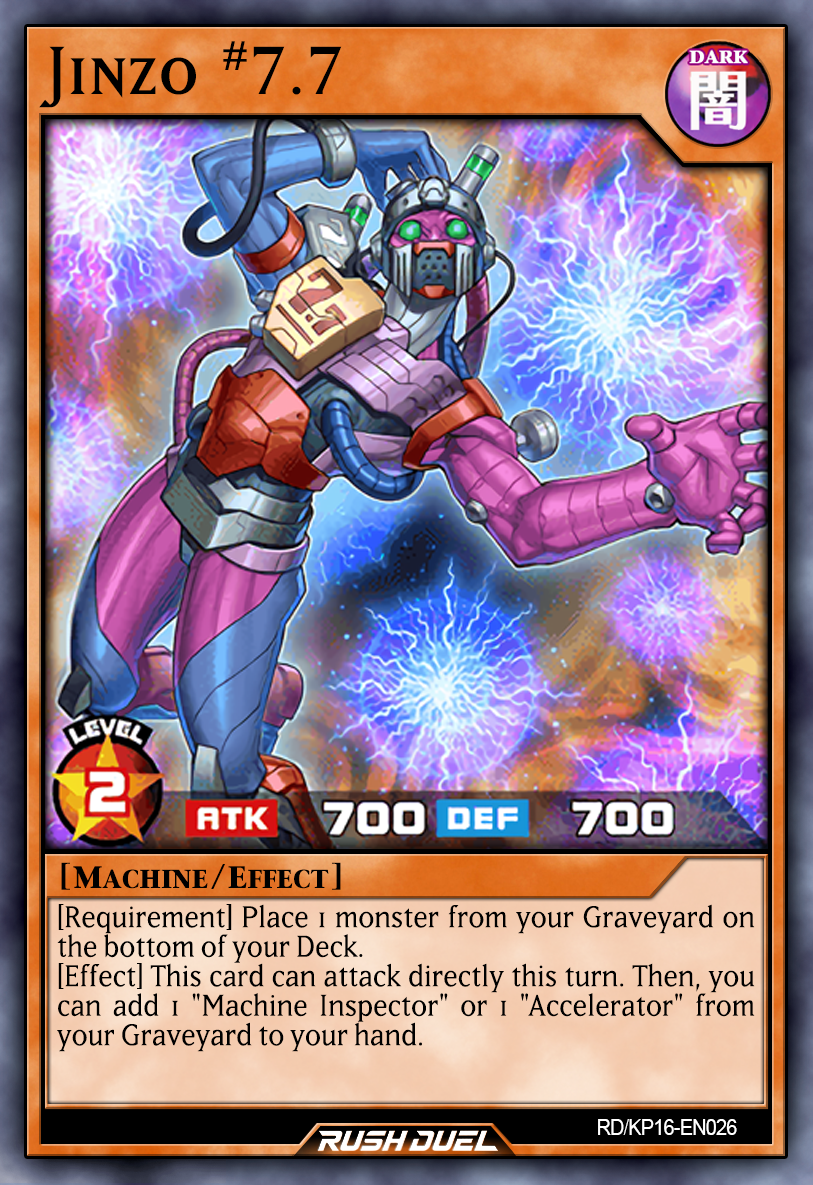 Jinzo #7.7
DARK
闇
7.7
LEVEL
2
ATK 700 DEF 700
[Machine/Effect]
[Requirement] Place 1 monster from your Graveyard on
the bottom of your Deck.
[Effect] This card can attack directly this turn. Then, you
can add 1 "Machine Inspector" or 1 "Accelerator" from
your Graveyard to your hand.
RD/KP16-EN026
RUSH DUEL